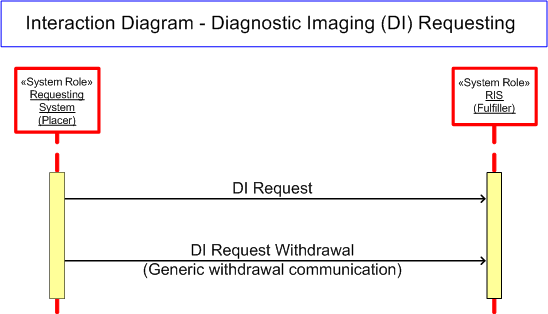 Interaction Diagram - Diagnostic Imaging (DI) Requesting
«System Role»
Requesting
System
(Placer)
«System Role»
RIS
(Fulfiller)
DI Request
DI Request Withdrawal
(Generic withdrawal communication)